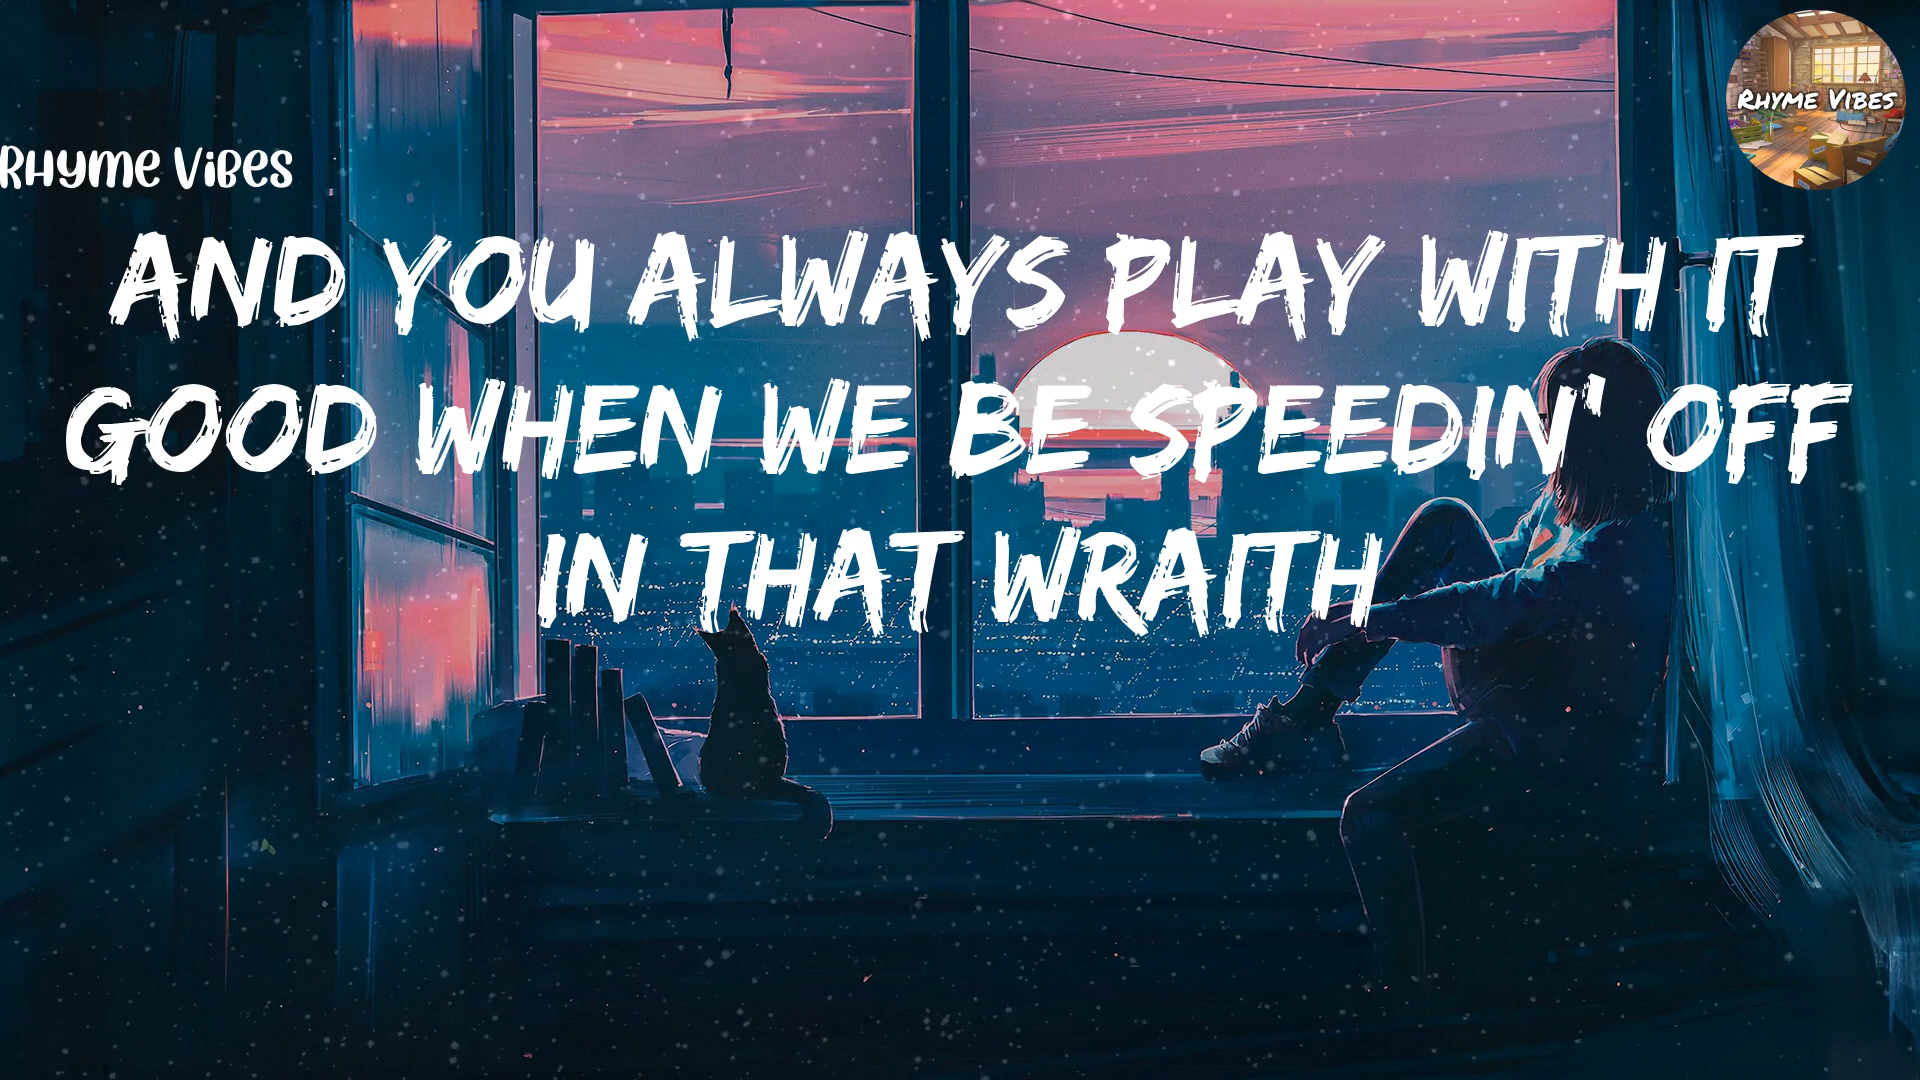 Rhyme Vibes
Rhyme Vibes
AND YOU ALWAYS PLAY WITH IT
GOOD WHEN WE BE SPEEDIN' OFF
IN THAT WRAITH